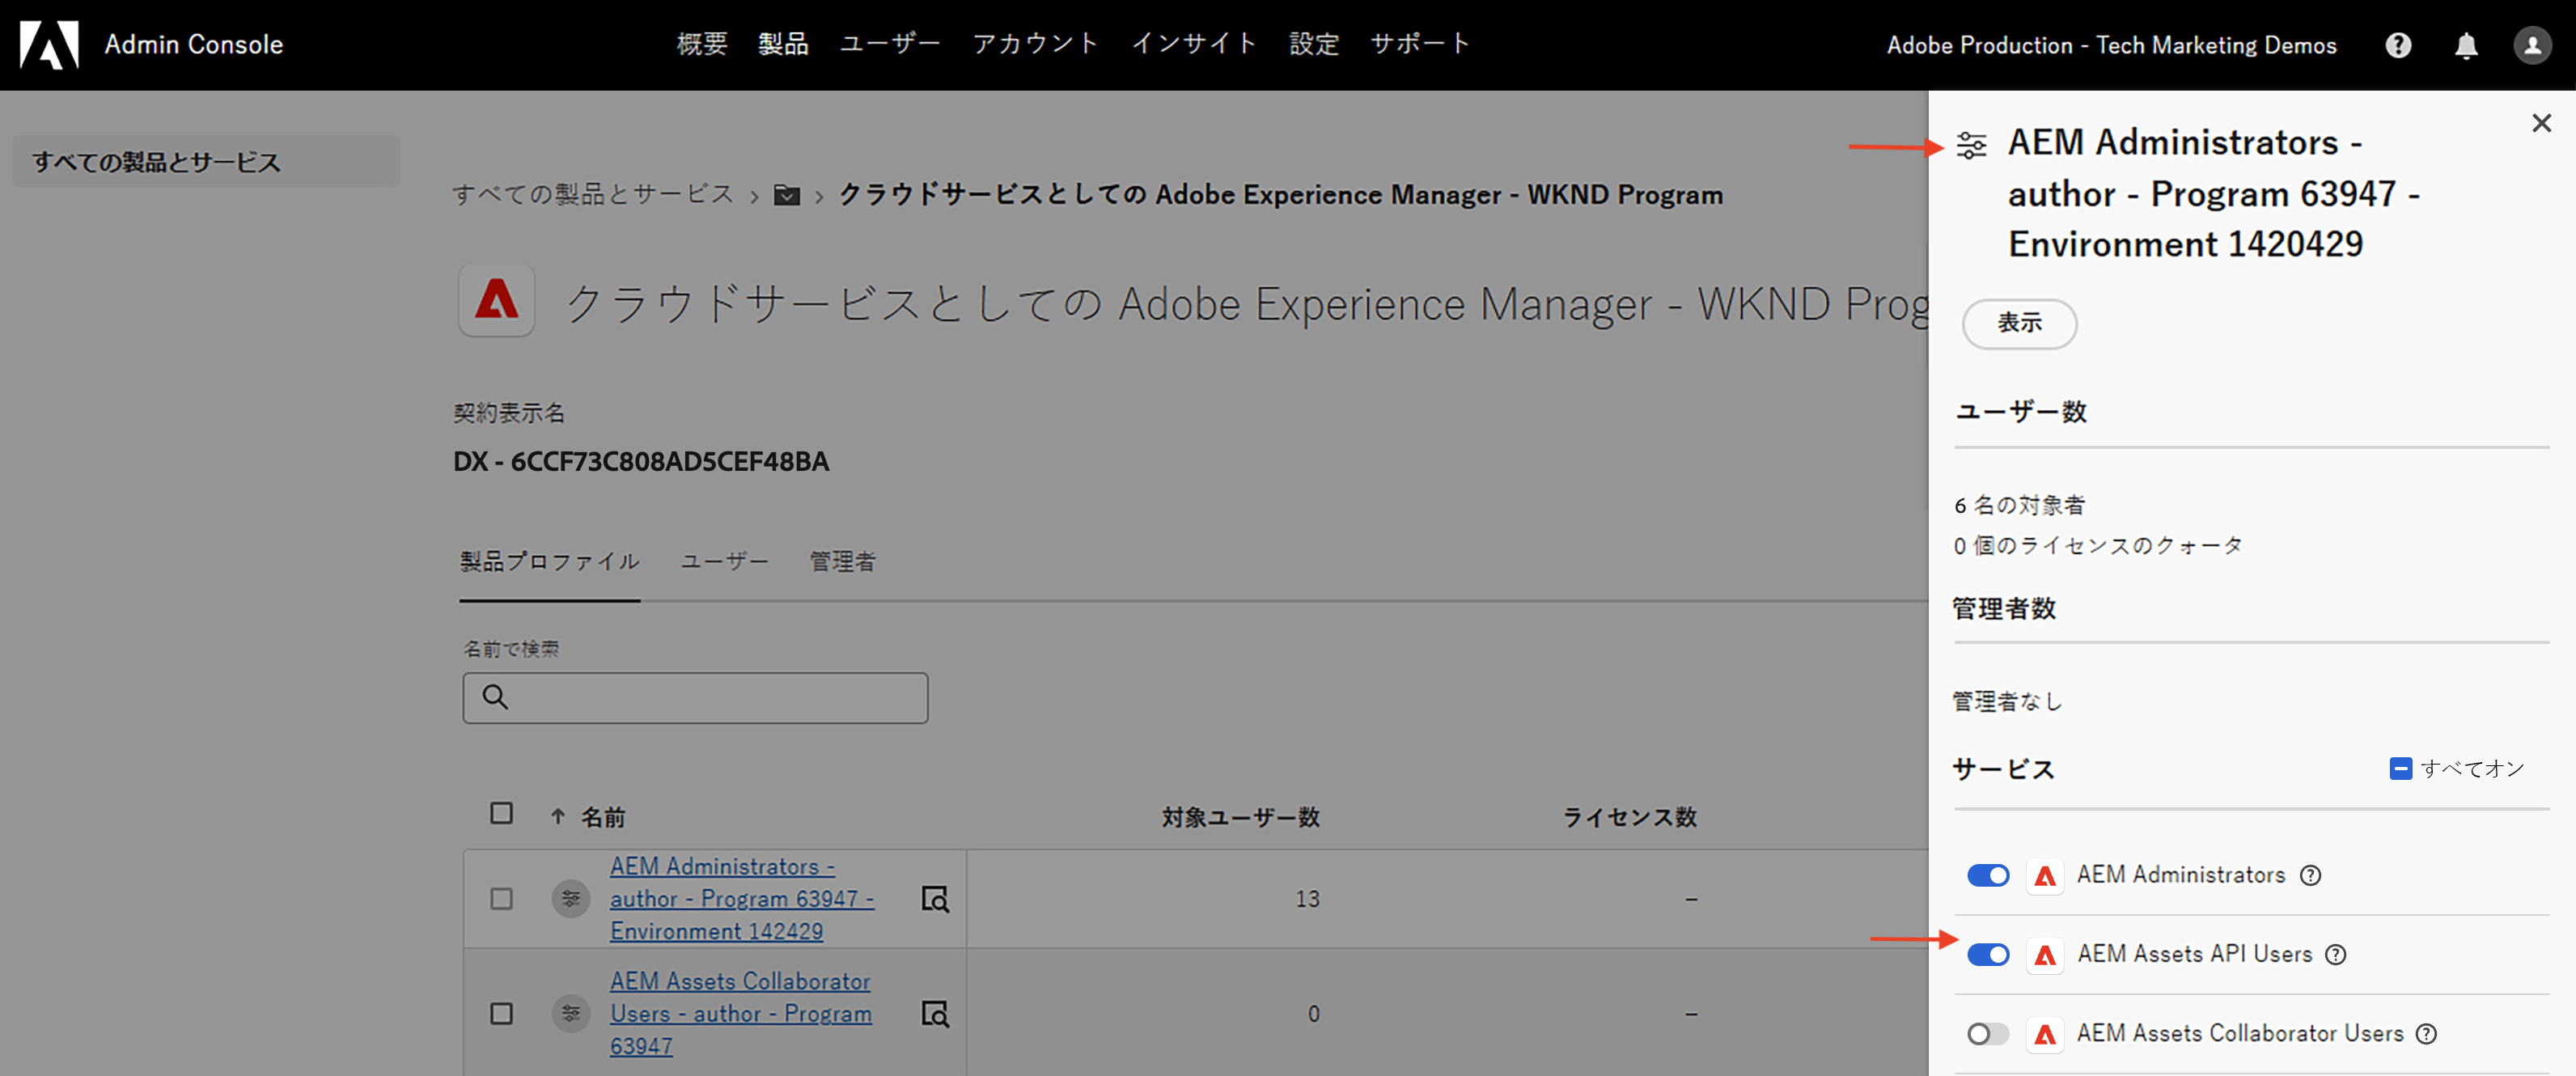 Admin Console
概要 製品 ユーザー アカウント インサイト 設定 サポート
Adobe Production - Tech Marketing Demos
すべての製品とサービス
すべての製品とサービス › › クラウドサービスとしての Adobe Experience Manager - WKND Program
クラウドサービスとしての Adobe Experience Manager - WKND Prog
契約表示名
DX - 6CCF73C808AD5CEF48BA
製品プロファイル ユーザー 管理者
名前で検索
↑ 名前 対象ユーザー数 ライセンス数
AEM Administrators -
author - Program 63947 -
Environment 142429
13 –
AEM Assets Collaborator
Users - author - Program
63947
0 –
AEM Administrators -
author - Program 63947 -
Environment 1420429
表示
ユーザー数
6 名の対象者
0 個のライセンスのクォータ
管理者数
管理者なし
サービス すべてオン
AEM Administrators
AEM Assets API Users
AEM Assets Collaborator Users